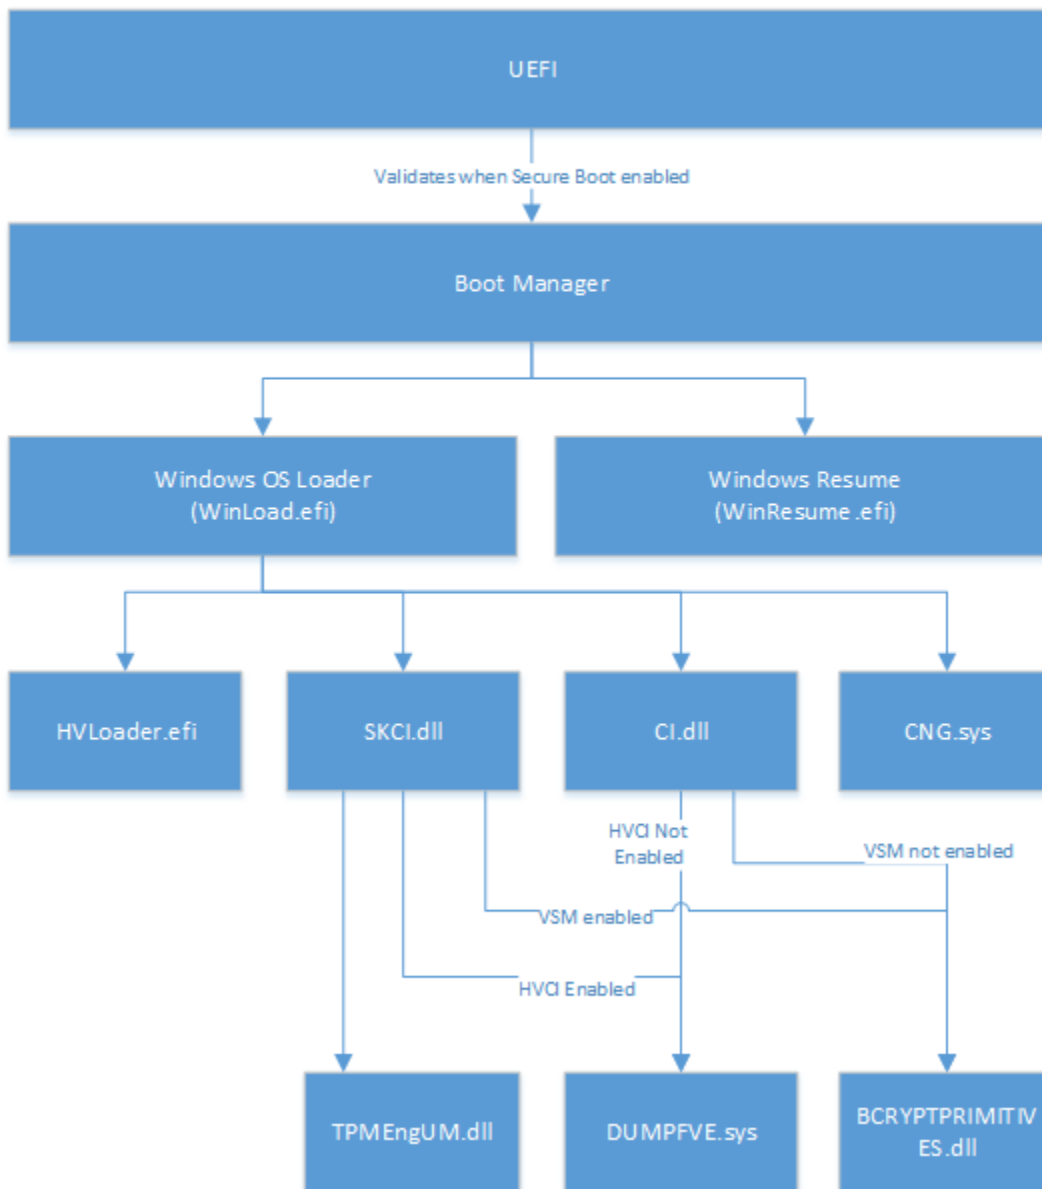 UEFI
Validates when Secure Boot enabled
Boot Manager
Windows OS Loader
(WinLoad.efi)
Windows Resume
(WinResume.efi)
HVLoader.efi
SKCI.dll
CI.dll
CNG.sys
HVCI Not
Enabled
VSM not enabled
VSM enabled
HVCI Enabled
TPMEngUM.dll
DUMPFVE.sys
BCRYPTPRIMITIV
ES.dll